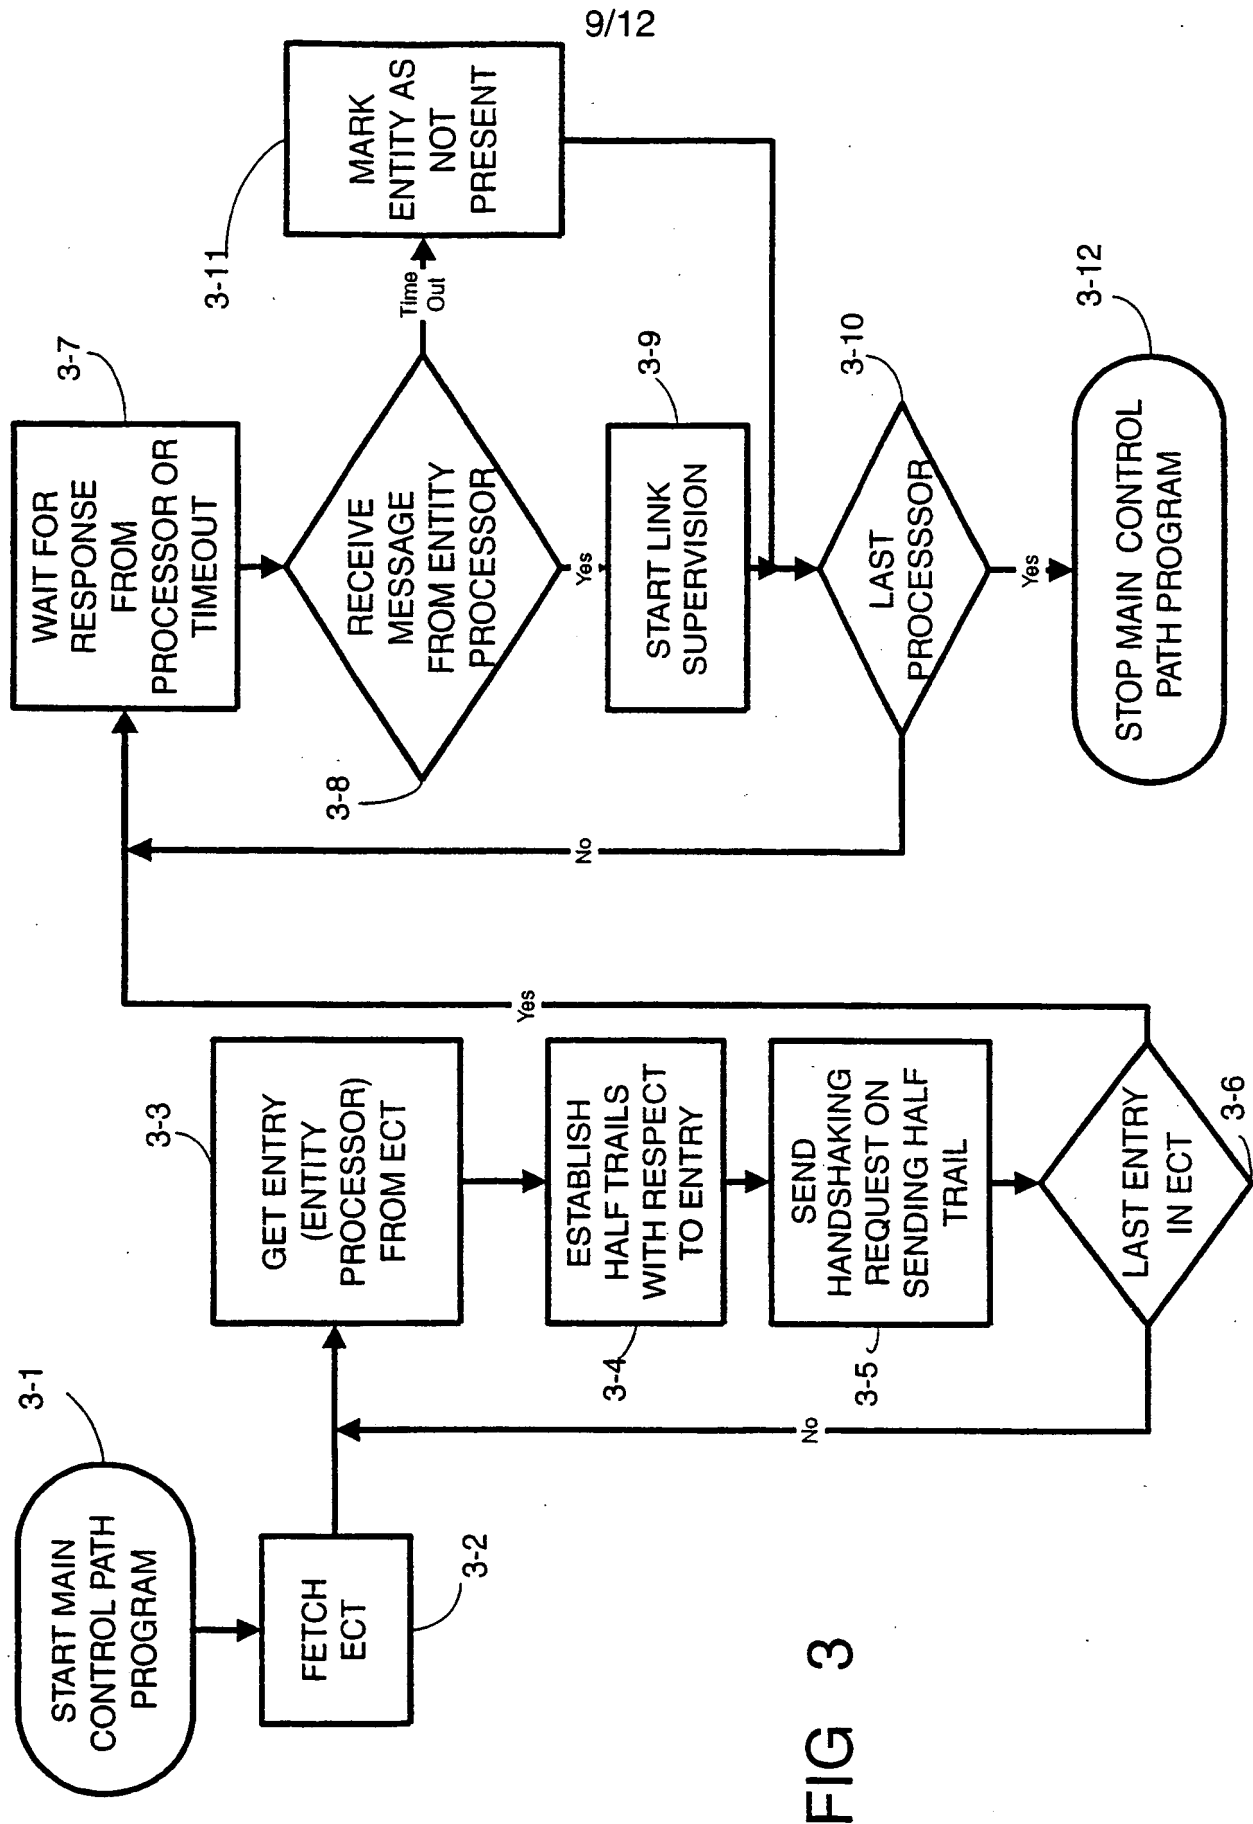 9/12
3-1
START MAIN
CONTROL PATH
PROGRAM
FETCH
ECT
3-2
3-3
GET ENTRY
(ENTITY
PROCESSOR)
FROM ECT
3-4
ESTABLISH
HALF TRAILS
WITH RESPECT
TO ENTRY
3-5
SEND
HANDSHAKING
REQUEST ON
SENDING HALF
TRAIL
LAST ENTRY
IN ECT
3-6
No
Yes
3-7
WAIT FOR
RESPONSE
FROM
PROCESSOR OR
TIMEOUT
3-8
RECEIVE
MESSAGE
FROM ENTITY
PROCESSOR
Time
Out
3-11
MARK
ENTITY AS
NOT
PRESENT
Yes
3-9
START LINK
SUPERVISION
3-10
LAST
PROCESSSOR
No
Yes
3-12
STOP MAIN CONTROL
PATH PROGRAM
FIG 3